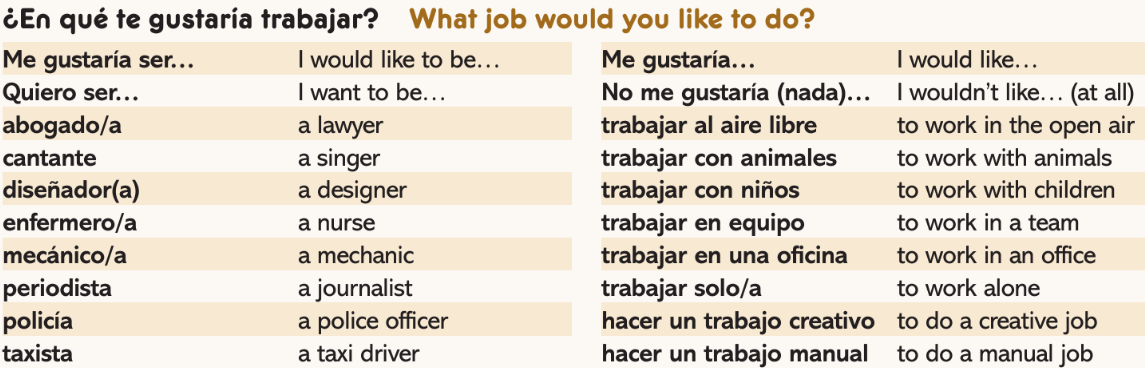 ¿En qué te gustaría trabajar? What job would you like to do?
Me gustaría ser... I would like to be...
Quiero ser... I want to be...
abogado/a a lawyer
cantante a singer
diseñador(a) a designer
enfermero/a a nurse
mecánico/a a mechanic
periodista a journalist
policía a police officer
taxista a taxi driver
Me gustaría... I would like...
No me gustaría (nada)... I wouldn't like... (at all)
trabajar al aire libre to work in the open air
trabajar con animales to work with animals
trabajar con niños to work with children
trabajar en equipo to work in a team
trabajar en una oficina to work in an office
trabajar solo/a to work alone
hacer un trabajo creativo to do a creative job
hacer un trabajo manual to do a manual job